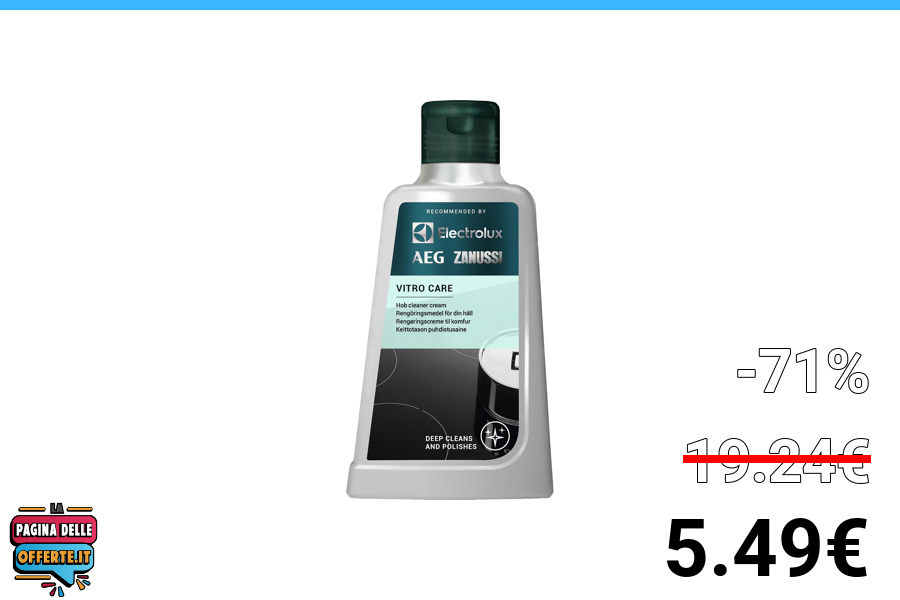 RECOMMENDED BY
Electrolux
AEG ZANUSSI
VITRO CARE
Hob cleaner cream
Rengöringsmedel för din häll
Rengøringscreme til komfur
Keittotason puhdistusaine
DEEP CLEANS
AND POLISHES
-71%
19.24€
5.49€
LA
PAGINA DELLE
OFFERTE.IT